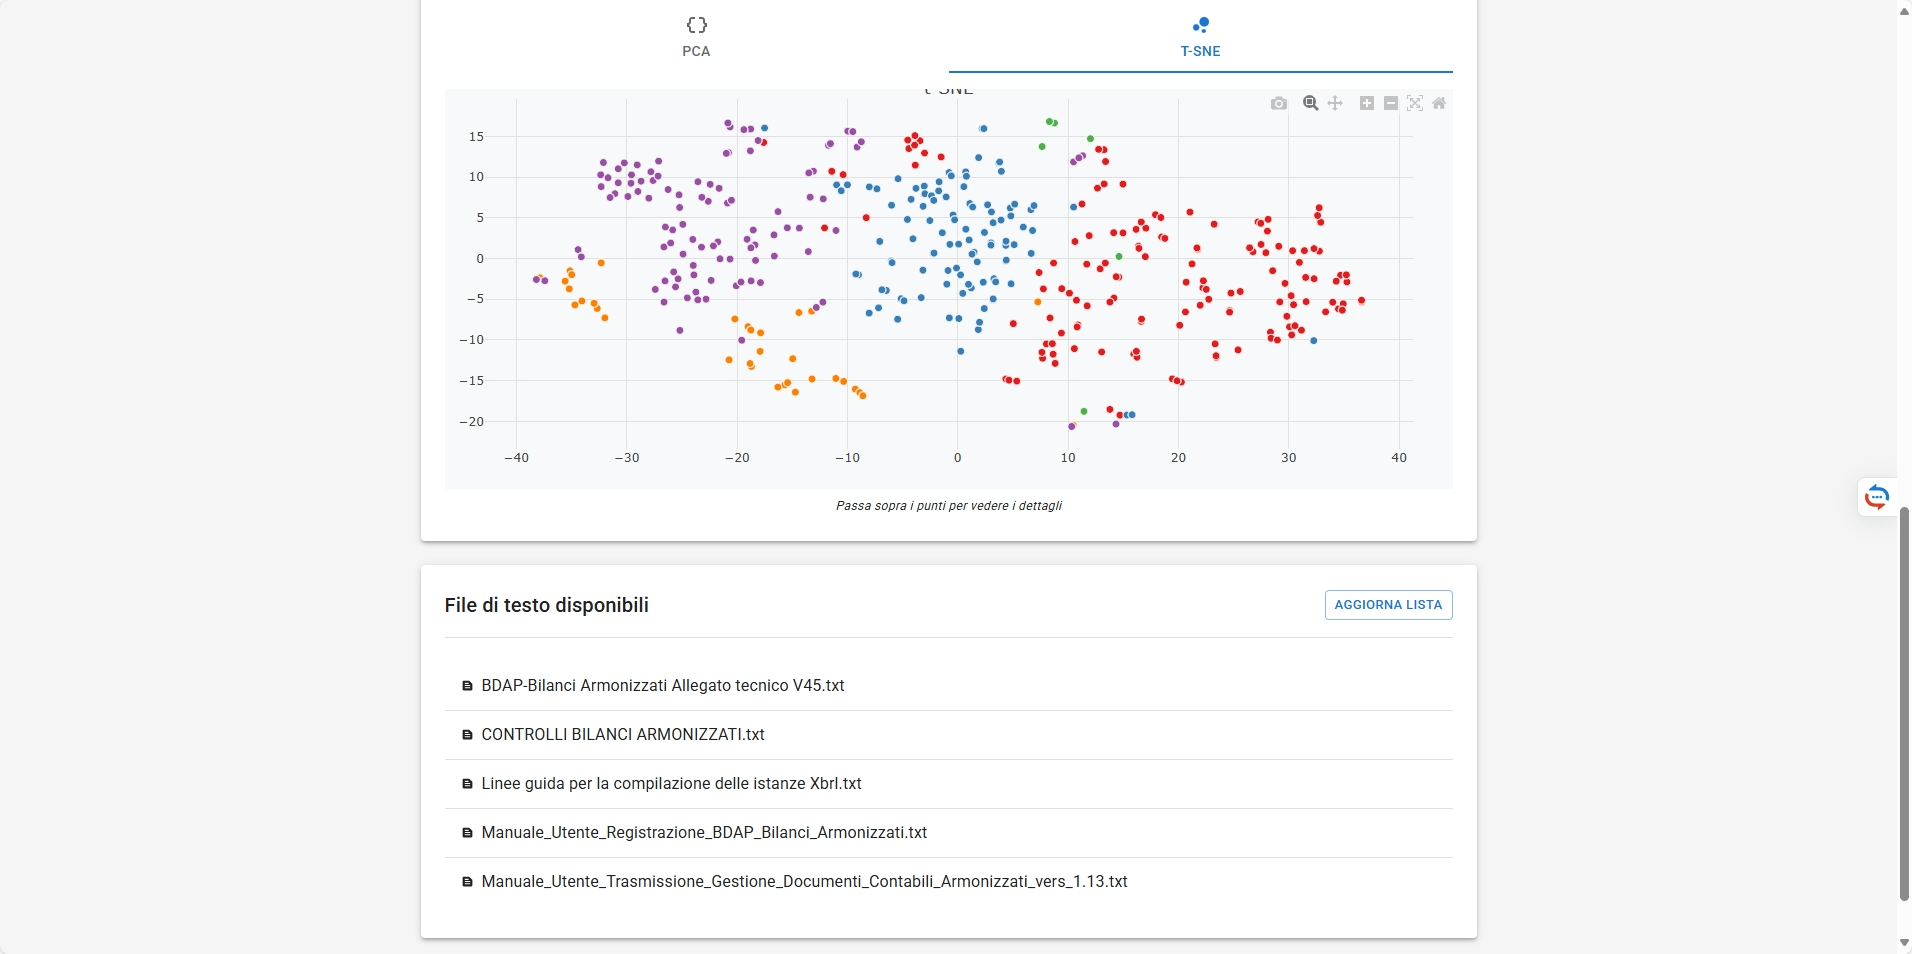 PCA
T-SNE
t-SNE
15
10
5
0
−5
−10
−15
−20
−40
−30
−20
−10
0
10
20
30
40
Passa sopra i punti per vedere i dettagli
File di testo disponibili
AGGIORNA LISTA
BDAP-Bilanci Armonizzati Allegato tecnico V45.txt
CONTROLLI BILANCI ARMONIZZATI.txt
Linee guida per la compilazione delle istanze Xbrl.txt
Manuale_Utente_Registrazione_BDAP_Bilanci_Armonizzati.txt
Manuale_Utente_Trasmissione_Gestione_Documenti_Contabili_Armonizzati_vers_1.13.txt